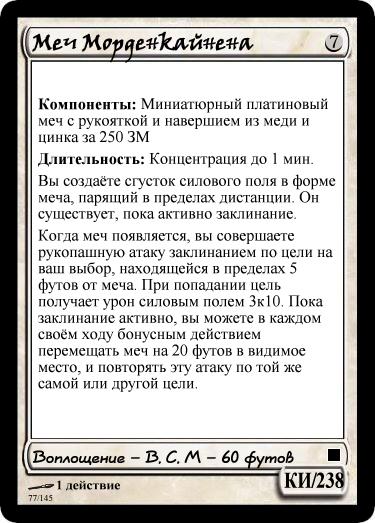 Меч Морденкайнена
7
Компоненты: Миниатюрный платиновый
меч с рукояткой и навершием из меди и
цинка за 250 ЗМ
Длительность: Концентрация до 1 мин.
Вы создаёте сгусток силового поля в форме
меча, парящий в пределах дистанции. Он
существует, пока активно заклинание.
Когда меч появляется, вы совершаете
рукопашную атаку заклинанием по цели на
ваш выбор, находящейся в пределах 5
футов от меча. При попадании цель
получает урон силовым полем 3к10. Пока
заклинание активно, вы можете в каждом
своём ходу бонусным действием
перемещать меч на 20 футов в видимое
место, и повторять эту атаку по той же
самой или другой цели.
Воплощение – В, С, М – 60 футов
КИ/238
1 действие
77/145